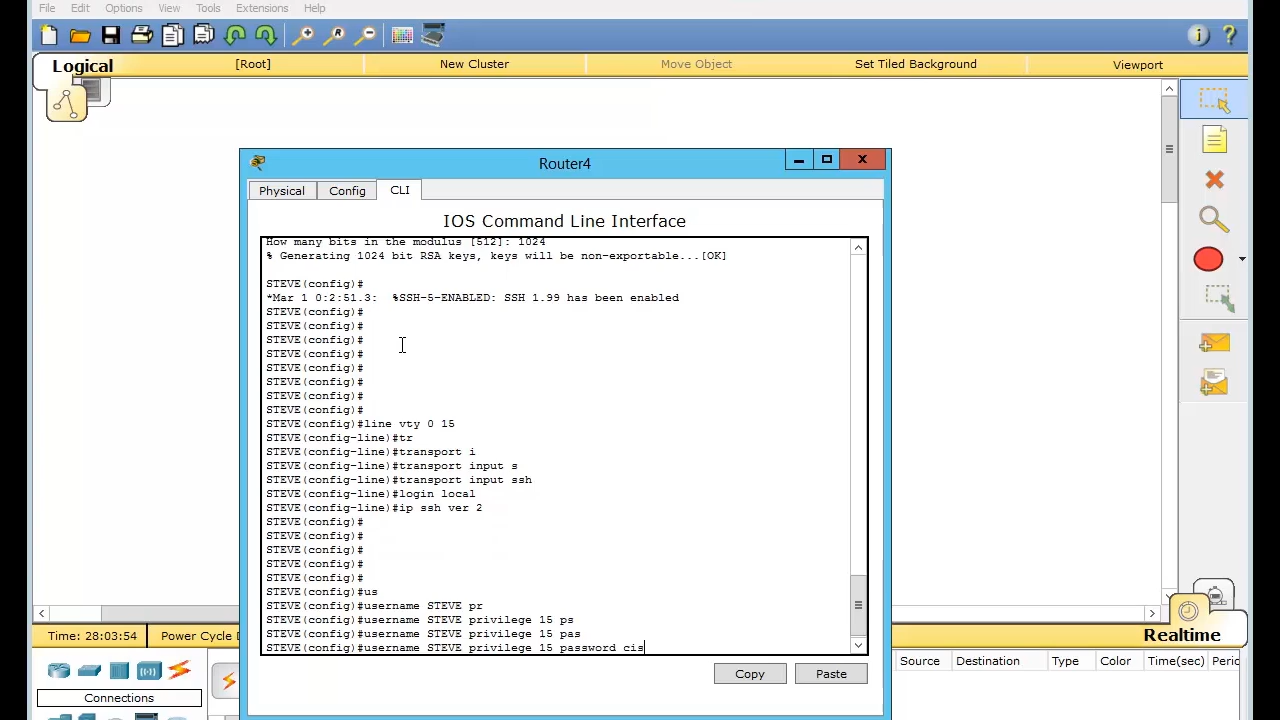 File Edit Options View Tools Extensions Help
Logical [Root] New Cluster Move Object Set Tiled Background Viewport
Router4
Physical Config CLI
IOS Command Line Interface
How many bits in the modulus [512]: 1024
% Generating 1024 bit RSA keys, keys will be non-exportable...[OK]
STEVE(config)#
*Mar 1 0:2:51.3:  %SSH-5-ENABLED: SSH 1.99 has been enabled
STEVE(config)#
STEVE(config)#
STEVE(config)#
STEVE(config)#
STEVE(config)#
STEVE(config)#
STEVE(config)#
STEVE(config)#
STEVE(config)#line vty 0 15
STEVE(config-line)#tr
STEVE(config-line)#transport i
STEVE(config-line)#transport input s
STEVE(config-line)#transport input ssh
STEVE(config-line)#login local
STEVE(config-line)#ip ssh ver 2
STEVE(config)#
STEVE(config)#
STEVE(config)#
STEVE(config)#
STEVE(config)#
STEVE(config)#us
STEVE(config)#username STEVE pr
STEVE(config)#username STEVE privilege 15 ps
STEVE(config)#username STEVE privilege 15 pas
STEVE(config)#username STEVE privilege 15 password cis
Copy Paste
Time: 28:03:54 Power Cycle D
Realtime
Source Destination Type Color Time(sec) Peric
Connections